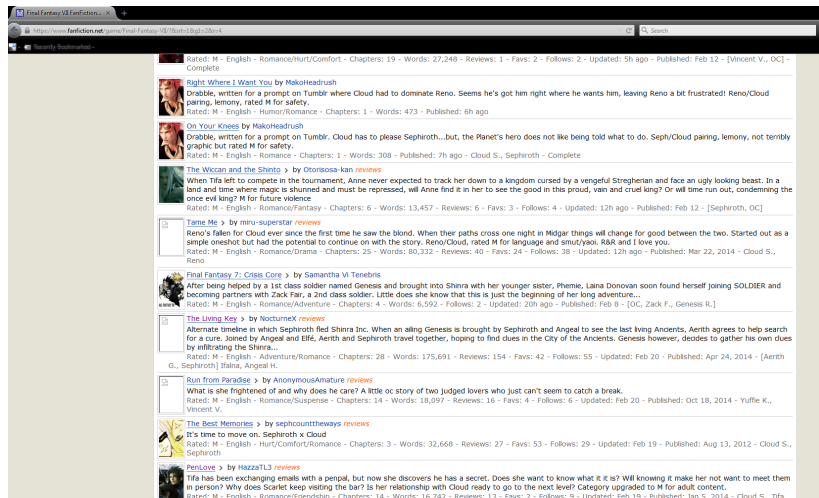 Final Fantasy VII FanFiction... ×
+
https://www.fanfiction.net/game/Final-Fantasy-VII/?&srt=1&g1=2&r=4
Search
Recently Bookmarked
Rated: M - English - Romance/Hurt/Comfort - Chapters: 19 - Words: 27,248 - Reviews: 1 - Favs: 2 - Follows: 2 - Updated: 5h ago - Published: Feb 12 - [Vincent V., OC] -
Complete
Right Where I Want You by MakoHeadrush
Drabble, written for a prompt on Tumblr where Cloud had to dominate Reno. Seems he's got him right where he wants him, leaving Reno a bit frustrated! Reno/Cloud
pairing, lemony, rated M for safety.
Rated: M - English - Humor/Romance - Chapters: 1 - Words: 473 - Published: 6h ago
On Your Knees by MakoHeadrush
Drabble, written for a prompt on Tumblr. Cloud has to please Sephiroth...but, the Planet's hero does not like being told what to do. Seph/Cloud pairing, lemony, not terribly
graphic but rated M for safety.
Rated: M - English - Romance - Chapters: 1 - Words: 308 - Published: 7h ago - Cloud S., Sephiroth - Complete
The Wiccan and the Shinto > by Otorisosa-kan reviews
When Tifa left to compete in the tournament, Anne never expected to track her down to a kingdom cursed by a vengeful Stregherian and face an ugly looking beast. In a
land and time where magic is shunned and must be repressed, will Anne find it in her to see the good in this proud, vain and cruel king? Or will time run out, condemning the
once evil king? M for future violence
Rated: M - English - Romance/Fantasy - Chapters: 6 - Words: 13,457 - Reviews: 6 - Favs: 3 - Follows: 4 - Updated: 12h ago - Published: Feb 12 - [Sephiroth, OC]
Tame Me > by miru-superstar reviews
Reno's fallen for Cloud ever since the first time he saw the blond. When their paths cross one night in Midgar things will change for good between the two. Started out as a
simple oneshot but had the potential to continue on with the story. Reno/Cloud, rated M for language and smut/yaoi. R&R and I love you.
Rated: M - English - Romance/Drama - Chapters: 25 - Words: 80,332 - Reviews: 40 - Favs: 24 - Follows: 38 - Updated: 12h ago - Published: Mar 22, 2014 - Cloud S.,
Reno
Final Fantasy 7: Crisis Core > by Samantha Vi Tenebris
After being helped by a 1st class soldier named Genesis and brought into Shinra with her younger sister, Phemie, Laina Donovan soon found herself joining SOLDIER and
becoming partners with Zack Fair, a 2nd class soldier. Little does she know that this is just the beginning of her long adventure...
Rated: M - English - Romance/Adventure - Chapters: 4 - Words: 6,592 - Follows: 2 - Updated: 20h ago - Published: Feb 8 - [OC, Zack F., Genesis R.]
The Living Key > by NocturneX reviews
Alternate timeline in which Sephiroth fled Shinra Inc. When an ailing Genesis is brought by Sephiroth and Angeal to see the last living Ancients, Aerith agrees to help search
for a cure. Joined by Angeal and Elfé, Aerith and Sephiroth travel together, hoping to find clues in the City of the Ancients. Genesis however, decides to gather his own clues
by infiltrating the Shinra...
Rated: M - English - Adventure/Romance - Chapters: 28 - Words: 175,691 - Reviews: 154 - Favs: 42 - Follows: 55 - Updated: Feb 20 - Published: Apr 24, 2014 - [Aerith
G., Sephiroth] Ifalna, Angeal H.
Run from Paradise > by AnonymousAmature reviews
What is she frightened of and why does he care? A little oc story of two judged lovers who just can't seem to catch a break.
Rated: M - English - Romance/Suspense - Chapters: 14 - Words: 18,097 - Reviews: 16 - Favs: 4 - Follows: 6 - Updated: Feb 20 - Published: Oct 18, 2014 - Yuffie K.,
Vincent V.
The Best Memories > by sephcounttheways reviews
It's time to move on. Sephiroth x Cloud
Rated: M - English - Hurt/Comfort/Romance - Chapters: 3 - Words: 32,668 - Reviews: 27 - Favs: 53 - Follows: 29 - Updated: Feb 19 - Published: Aug 13, 2012 - Cloud S.,
Sephiroth
PenLove > by HazzaTL3 reviews
Tifa has been exchanging emails with a penpal, but now she discovers he has a secret. Does she want to know what it it is? Will knowing it make her not want to meet them
in person? Why does Scarlet keep visiting the bar? Is her relationship with Cloud ready to go to the next level? Category upgraded to M for adult content.
Rated: M - English - Romance/Friendship - Chapters: 14 - Words: 16,742 - Reviews: 13 - Favs: 2 - Follows: 9 - Updated: Feb 19 - Published: Jan 5, 2014 - Cloud S., Tifa